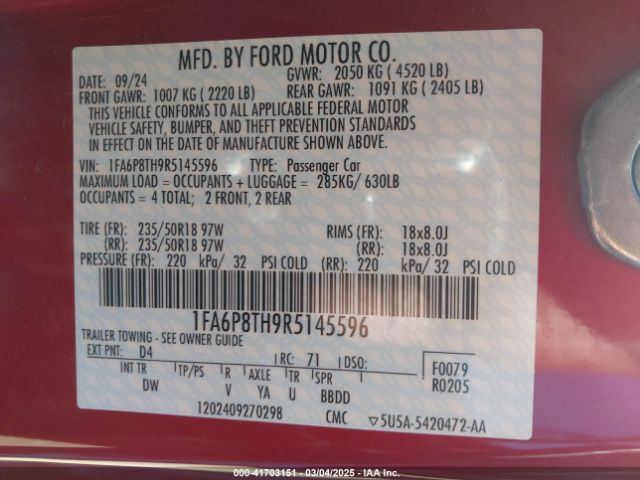 MFD. BY FORD MOTOR CO.
DATE: 09/24 GVWR: 2050 KG ( 4520 LB)
FRONT GAWR: 1007 KG ( 2220 LB) REAR GAWR: 1091 KG ( 2405 LB)
THIS VEHICLE CONFORMS TO ALL APPLICABLE FEDERAL MOTOR
VEHICLE SAFETY, BUMPER, AND THEFT PREVENTION STANDARDS
IN EFFECT ON THE DATE OF MANUFACTURE SHOWN ABOVE.
VIN: 1FA6P8TH9R5145596 TYPE: Passenger Car
MAXIMUM LOAD = OCCUPANTS + LUGGAGE = 285KG/ 630LB
OCCUPANTS = 4 TOTAL; 2 FRONT, 2 REAR
TIRE (FR): 235/50R18 97W RIMS (FR): 18x8.0J
(RR): 235/50R18 97W (RR): 18x8.0J
PRESSURE (FR): 220 kPa/ 32 PSI COLD (RR): 220 kPa/ 32 PSI COLD
1FA6P8TH9R5145596
TRAILER TOWING - SEE OWNER GUIDE
EXT PNT: D4 RC: 71 DSO: F0079
INT TR TP/PS R AXLE TR SPR R0205
DW V YA U BBDD
1202409270298 CMC ▽5U5A-5420472-AA
000-41703151 - 03/04/2025 - IAA Inc.